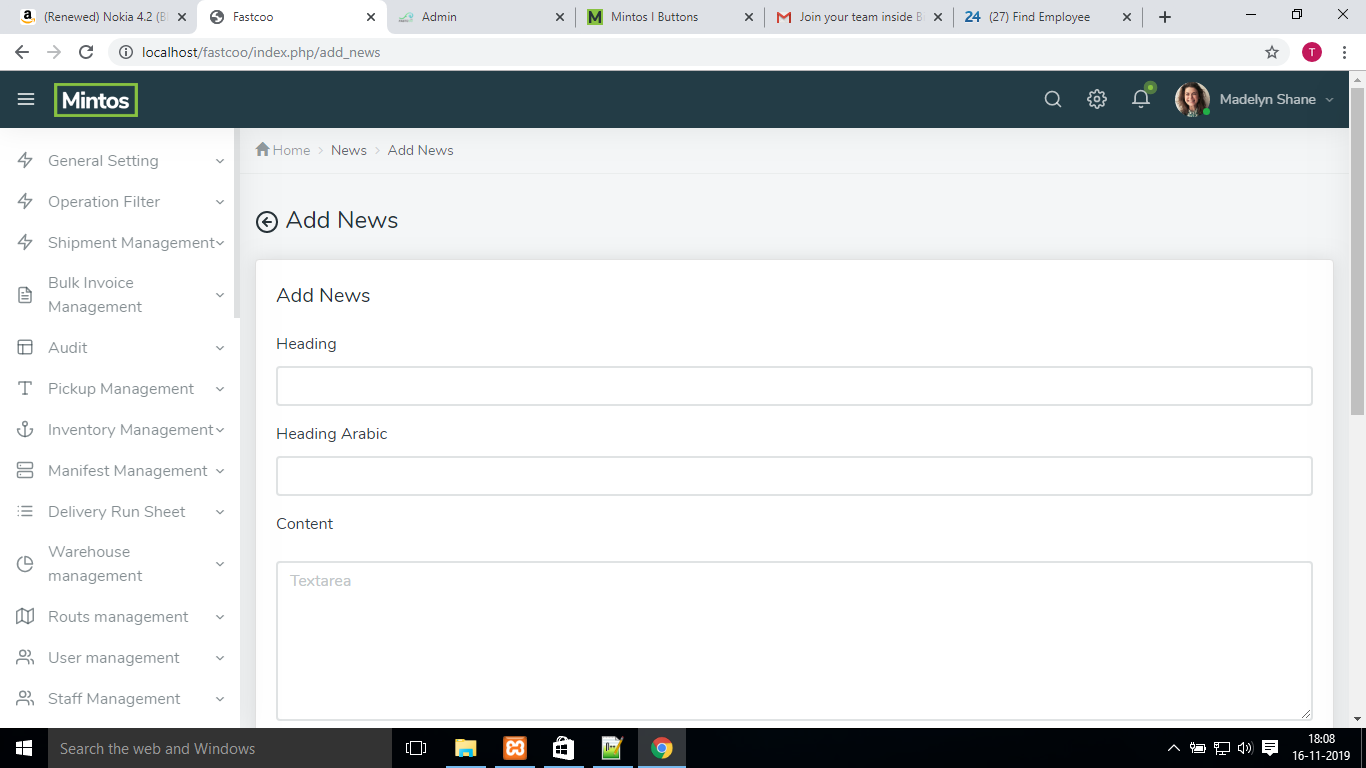 (Renewed) Nokia 4.2 (B
Fastcoo
Admin
Mintos I Buttons
Join your team inside B
24 (27) Find Employee
localhost/fastcoo/index.php/add_news
T
Mintos
Madelyn Shane
General Setting
Operation Filter
Shipment Management
Bulk Invoice
Management
Audit
Pickup Management
Inventory Management
Manifest Management
Delivery Run Sheet
Warehouse
management
Routs management
User management
Staff Management
Home > News > Add News
Add News
Add News
Heading
Heading Arabic
Content
Textarea
Search the web and Windows
18:08
16-11-2019